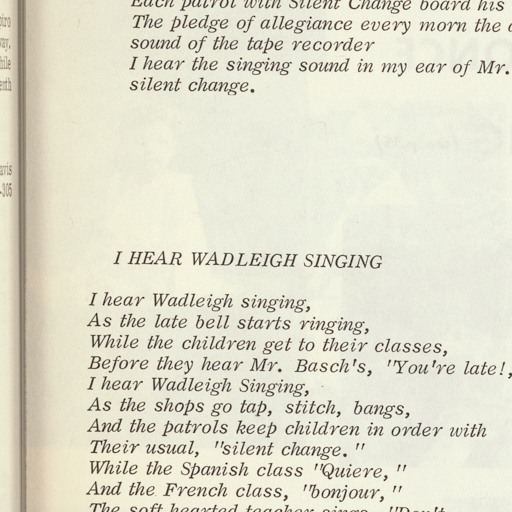 Each patrol with Silent Change board his
The pledge of allegiance every morn the
sound of the tape recorder
I hear the singing sound in my ear of Mr.
silent change.
I HEAR WADLEIGH SINGING
I hear Wadleigh singing,
As the late bell starts ringing,
While the children get to their classes,
Before they hear Mr. Basch's, "You're late!,
I hear Wadleigh Singing,
As the shops go tap, stitch, bangs,
And the patrols keep children in order with
Their usual, "silent change."
While the Spanish class "Quiere,"
And the French class, "bonjour,"
The soft hearted teacher sings, "Don't